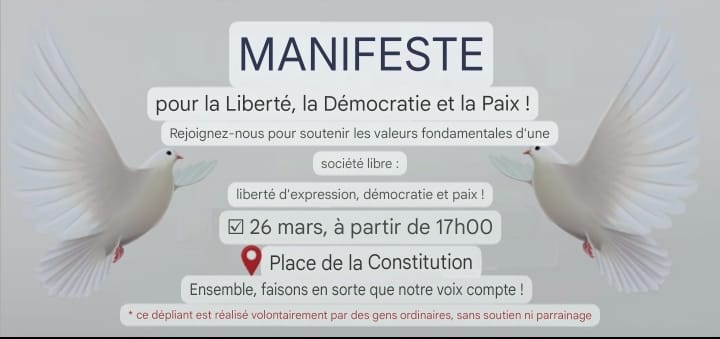 MANIFESTE
pour la Liberté, la Démocratie et la Paix !
Rejoignez-nous pour soutenir les valeurs fondamentales d'une
société libre :
liberté d'expression, démocratie et paix !
☑ 26 mars, à partir de 17h00
📍 Place de la Constitution
Ensemble, faisons en sorte que notre voix compte !
* ce dépliant est réalisé volontairement par des gens ordinaires, sans soutien ni parrainage